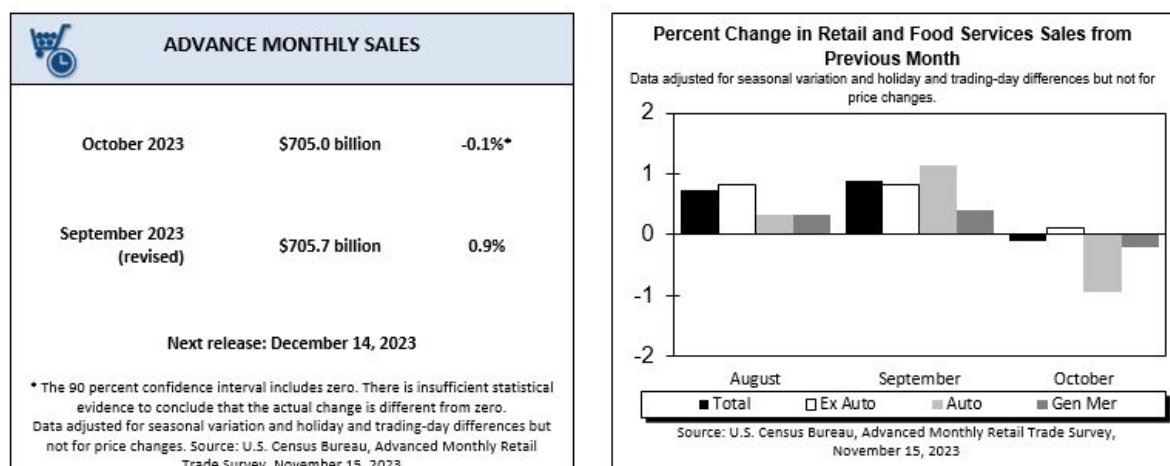 ADVANCE MONTHLY SALES
October 2023 $705.0 billion -0.1%*
September 2023
(revised) $705.7 billion 0.9%
Next release: December 14, 2023
* The 90 percent confidence interval includes zero. There is insufficient statistical
evidence to conclude that the actual change is different from zero.
Data adjusted for seasonal variation and holiday and trading-day differences but
not for price changes. Source: U.S. Census Bureau, Advanced Monthly Retail
Trade Survey, November 15, 2023
Percent Change in Retail and Food Services Sales from
Previous Month
Data adjusted for seasonal variation and holiday and trading-day differences but not for
price changes.
2
1
0
-1
-2
August September October
Total Ex Auto Auto Gen Mer
Source: U.S. Census Bureau, Advanced Monthly Retail Trade Survey,
November 15, 2023